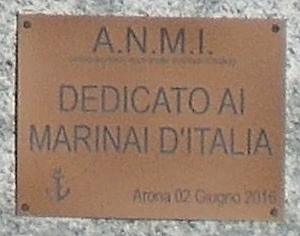 A.N.M.I.
DEDICATO AI
MARINAI D'ITALIA
Arona 02 Giugno 2016